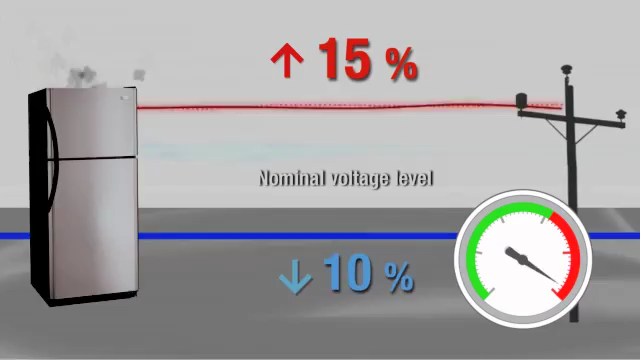 ↑ 15 %
Nominal voltage level
↓ 10 %